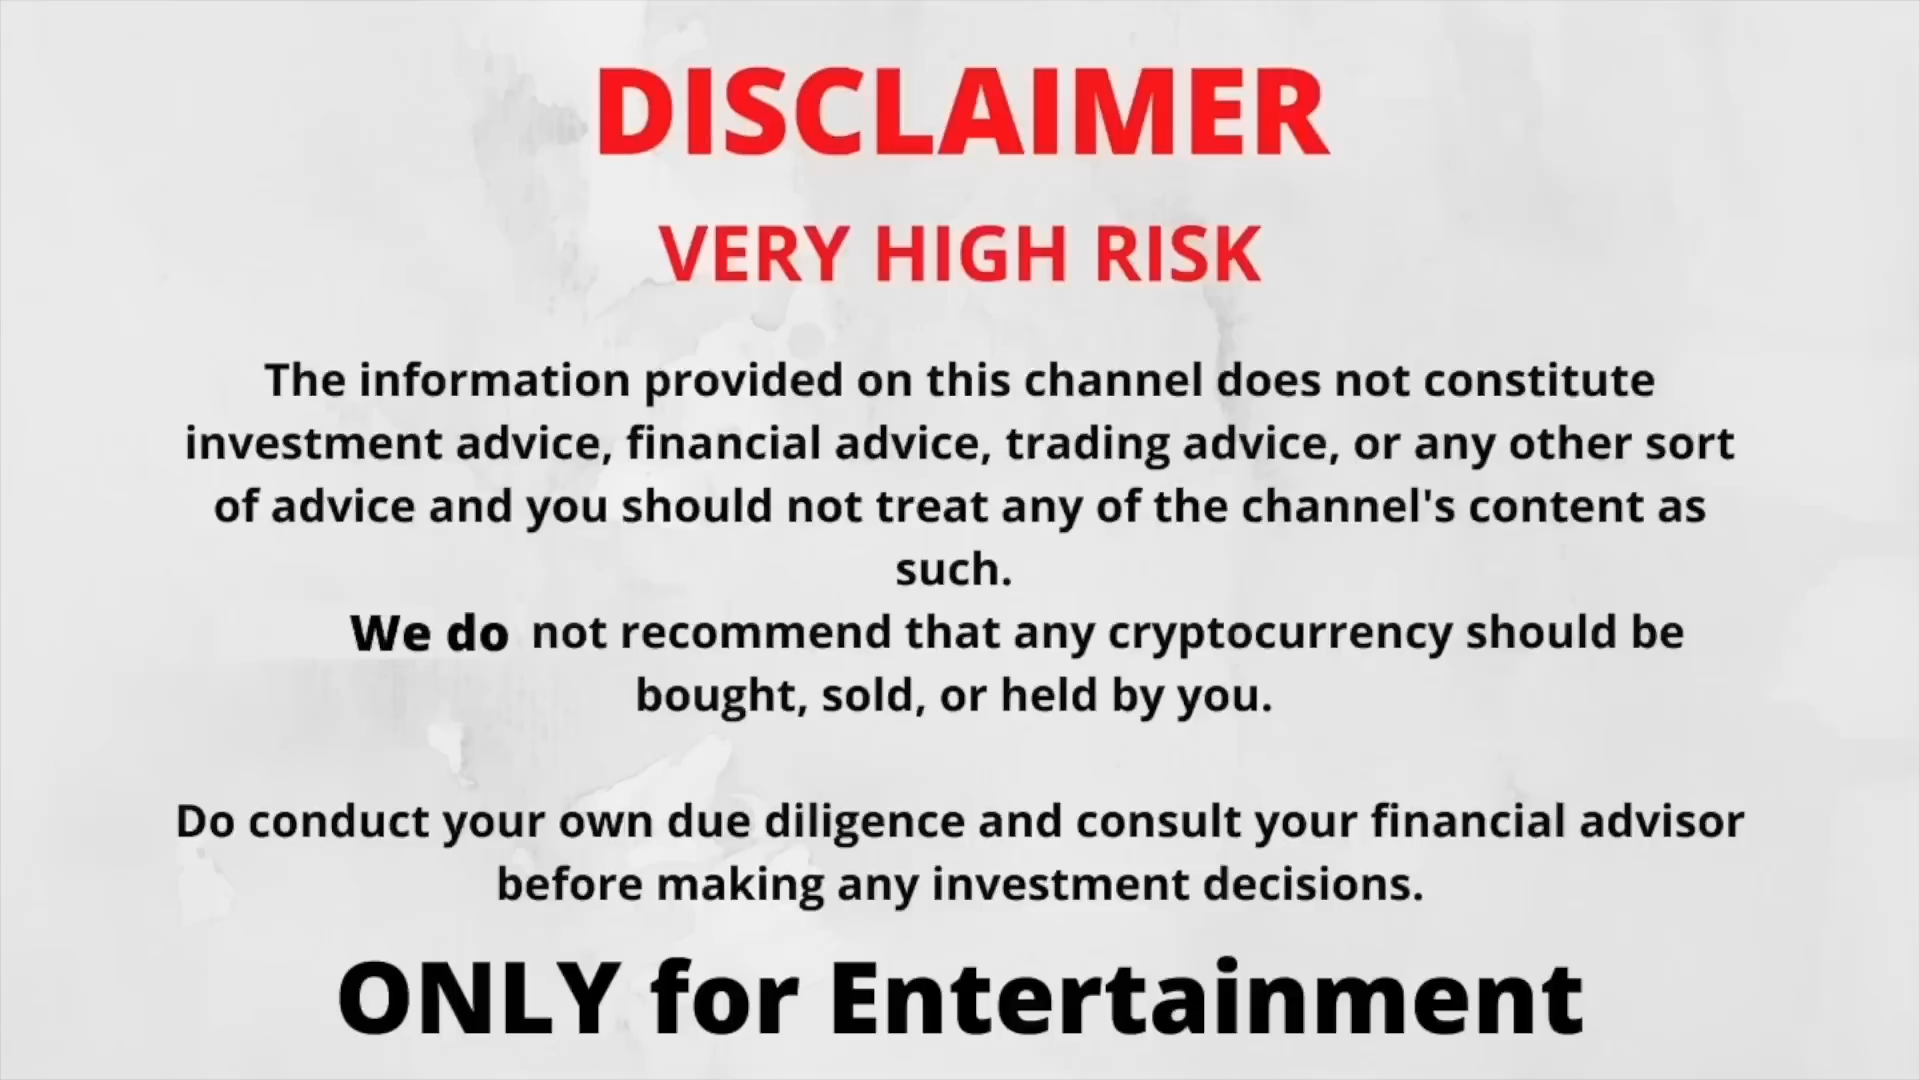 DISCLAIMER
VERY HIGH RISK
The information provided on this channel does not constitute
investment advice, financial advice, trading advice, or any other sort
of advice and you should not treat any of the channel's content as
such.
We do not recommend that any cryptocurrency should be
bought, sold, or held by you.
Do conduct your own due diligence and consult your financial advisor
before making any investment decisions.
ONLY for Entertainment